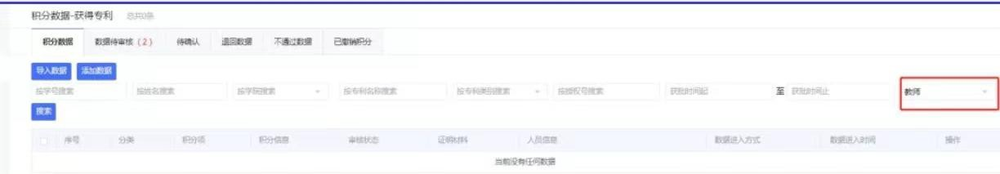 积分数据-获得专利 总共0条
积分数据 数据待审核（2） 待确认 退回数据 不通过数据 已撤销积分
导入数据 添加数据
按学号搜索 按姓名搜索 按学院搜索 按专利名称搜索 按专利类别搜索 按授权号搜索 获批时间起 至 获批时间止 教师
搜索
序号 分类 积分项 积分信息 审核状态 证明材料 人员信息 数据进入方式 数据进入时间 操作
当前没有任何数据